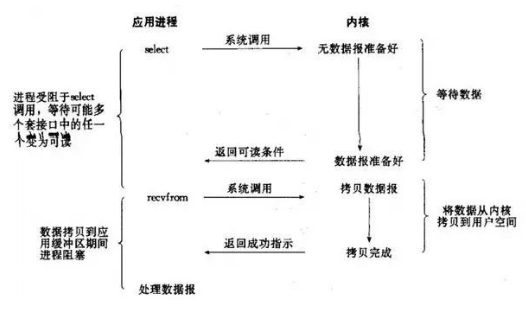 应用进程 内核
select 系统调用 无数据报准备好
进程受阻于select
调用，等待可能多
个套接口中的任一
个变为可读
等待数据
返回可读条件 数据报准备好
recvfrom 系统调用 拷贝数据报
数据拷贝到应
用缓冲区期间
进程阻塞
将数据从内核
拷贝到用户空间
返回成功指示 拷贝完成
处理数据报